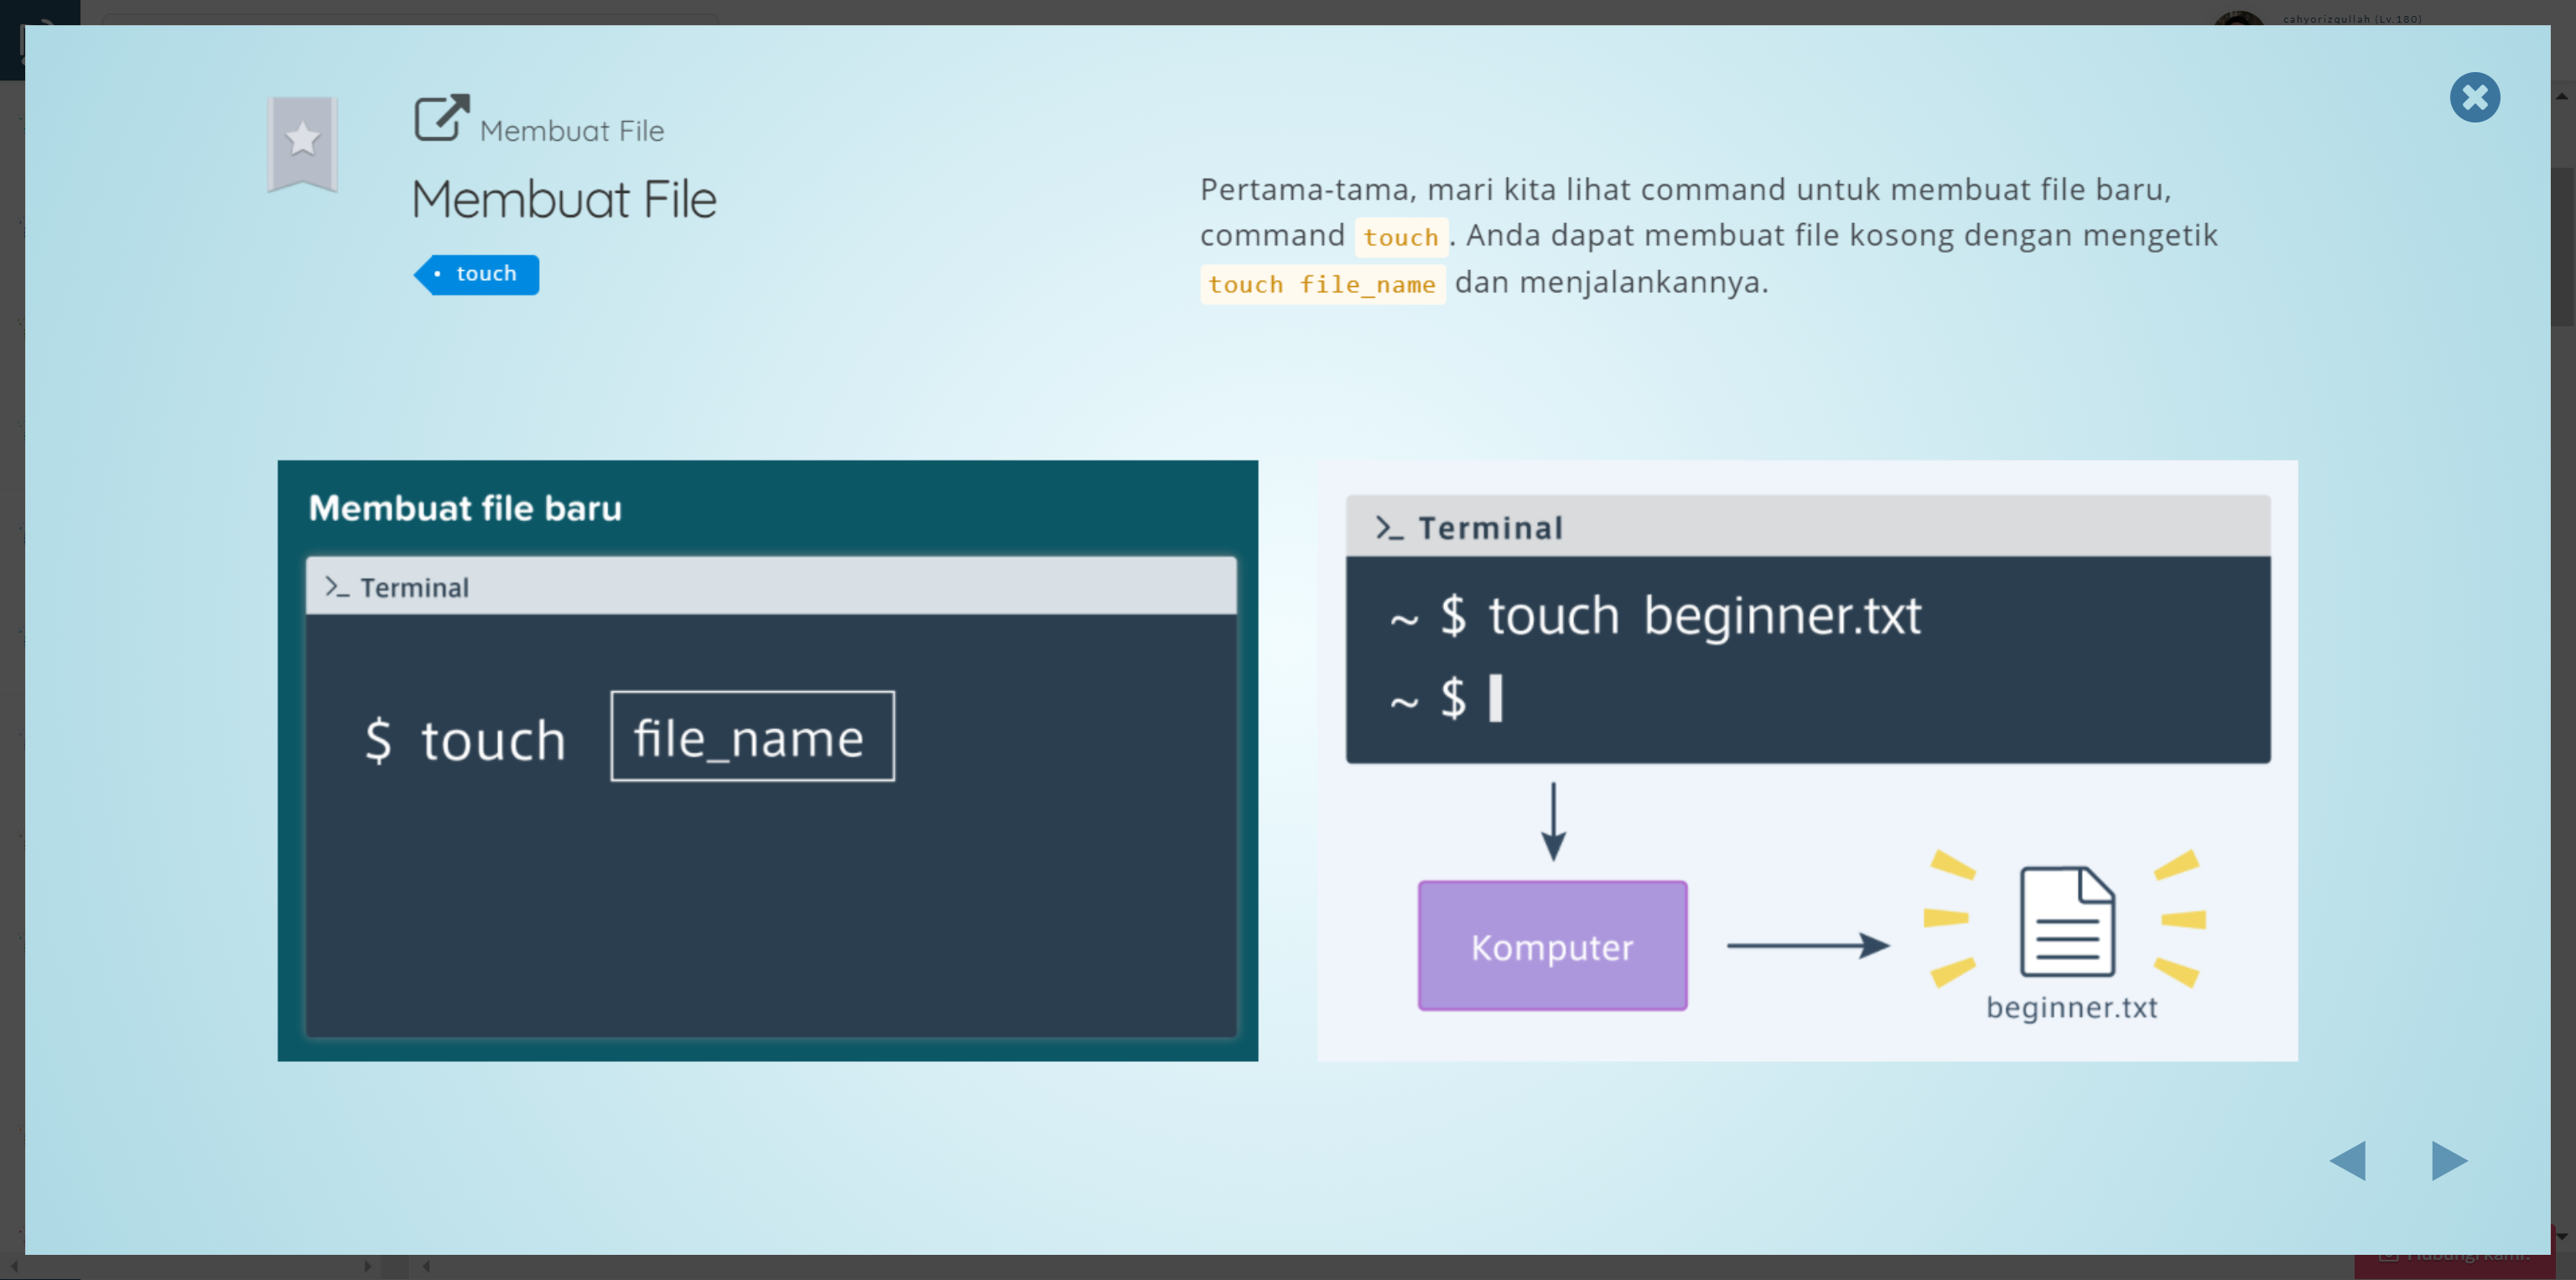 cahyorizqullah (Lv.180)
Membuat File
Membuat File
touch
Pertama-tama, mari kita lihat command untuk membuat file baru,
command touch. Anda dapat membuat file kosong dengan mengetik
touch file_name dan menjalankannya.
Membuat file baru
>_ Terminal
$ touch file_name
>_ Terminal
~ $ touch beginner.txt
~ $
Komputer
beginner.txt